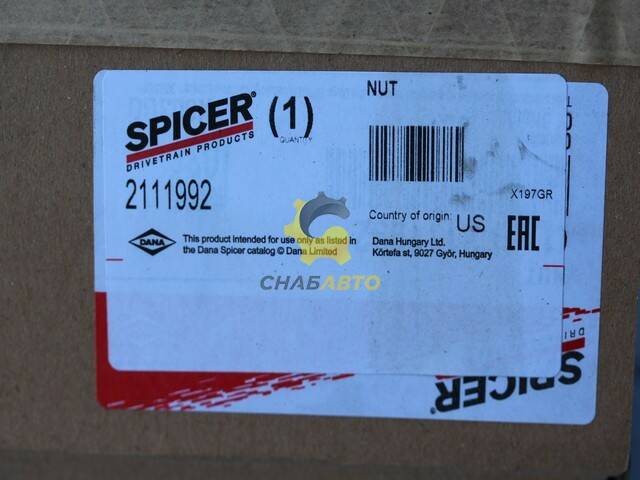 NUT
SPICER® (1)
QUANTITY
DRIVETRAIN PRODUCTS
2111992
X197GR
Country of origin: US
EAC
DANA
This product intended for use only as listed in
the Dana Spicer catalog © Dana Limited
Dana Hungary Ltd.
Körtefa st, 9027 Győr, Hungary
СНАБАВТО
SPICER®